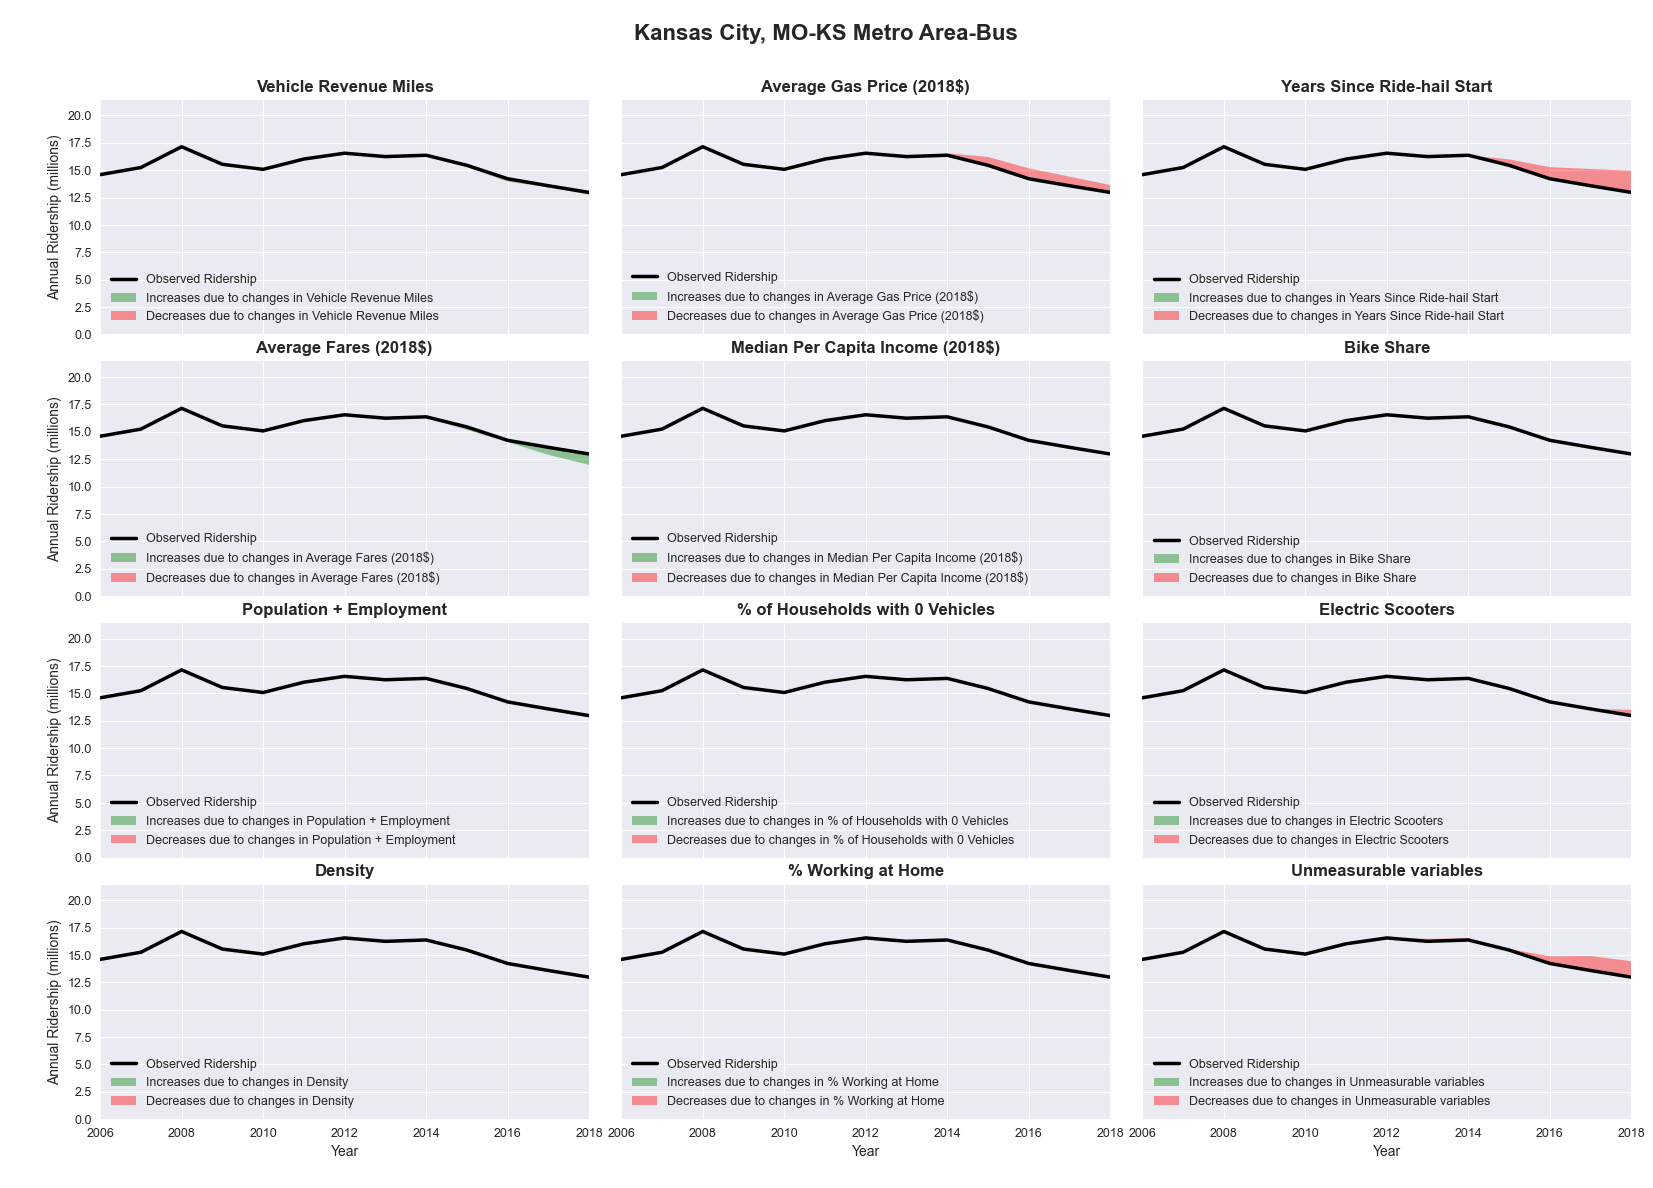 Kansas City, MO-KS Metro Area-Bus
Vehicle Revenue Miles
Average Gas Price (2018$)
Years Since Ride-hail Start
Annual Ridership (millions)
20.0
17.5
15.0
12.5
10.0
7.5
5.0
2.5
0.0
Observed Ridership
Increases due to changes in Vehicle Revenue Miles
Decreases due to changes in Vehicle Revenue Miles
Observed Ridership
Increases due to changes in Average Gas Price (2018$)
Decreases due to changes in Average Gas Price (2018$)
Observed Ridership
Increases due to changes in Years Since Ride-hail Start
Decreases due to changes in Years Since Ride-hail Start
Average Fares (2018$)
Median Per Capita Income (2018$)
Bike Share
Annual Ridership (millions)
20.0
17.5
15.0
12.5
10.0
7.5
5.0
2.5
0.0
Observed Ridership
Increases due to changes in Average Fares (2018$)
Decreases due to changes in Average Fares (2018$)
Observed Ridership
Increases due to changes in Median Per Capita Income (2018$)
Decreases due to changes in Median Per Capita Income (2018$)
Observed Ridership
Increases due to changes in Bike Share
Decreases due to changes in Bike Share
Population + Employment
% of Households with 0 Vehicles
Electric Scooters
Annual Ridership (millions)
20.0
17.5
15.0
12.5
10.0
7.5
5.0
2.5
0.0
Observed Ridership
Increases due to changes in Population + Employment
Decreases due to changes in Population + Employment
Observed Ridership
Increases due to changes in % of Households with 0 Vehicles
Decreases due to changes in % of Households with 0 Vehicles
Observed Ridership
Increases due to changes in Electric Scooters
Decreases due to changes in Electric Scooters
Density
% Working at Home
Unmeasurable variables
Annual Ridership (millions)
20.0
17.5
15.0
12.5
10.0
7.5
5.0
2.5
0.0
Observed Ridership
Increases due to changes in Density
Decreases due to changes in Density
Observed Ridership
Increases due to changes in % Working at Home
Decreases due to changes in % Working at Home
Observed Ridership
Increases due to changes in Unmeasurable variables
Decreases due to changes in Unmeasurable variables
2006 2008 2010 2012 2014 2016 2018
2006 2008 2010 2012 2014 2016 2018
2006 2008 2010 2012 2014 2016 2018
Year
Year
Year